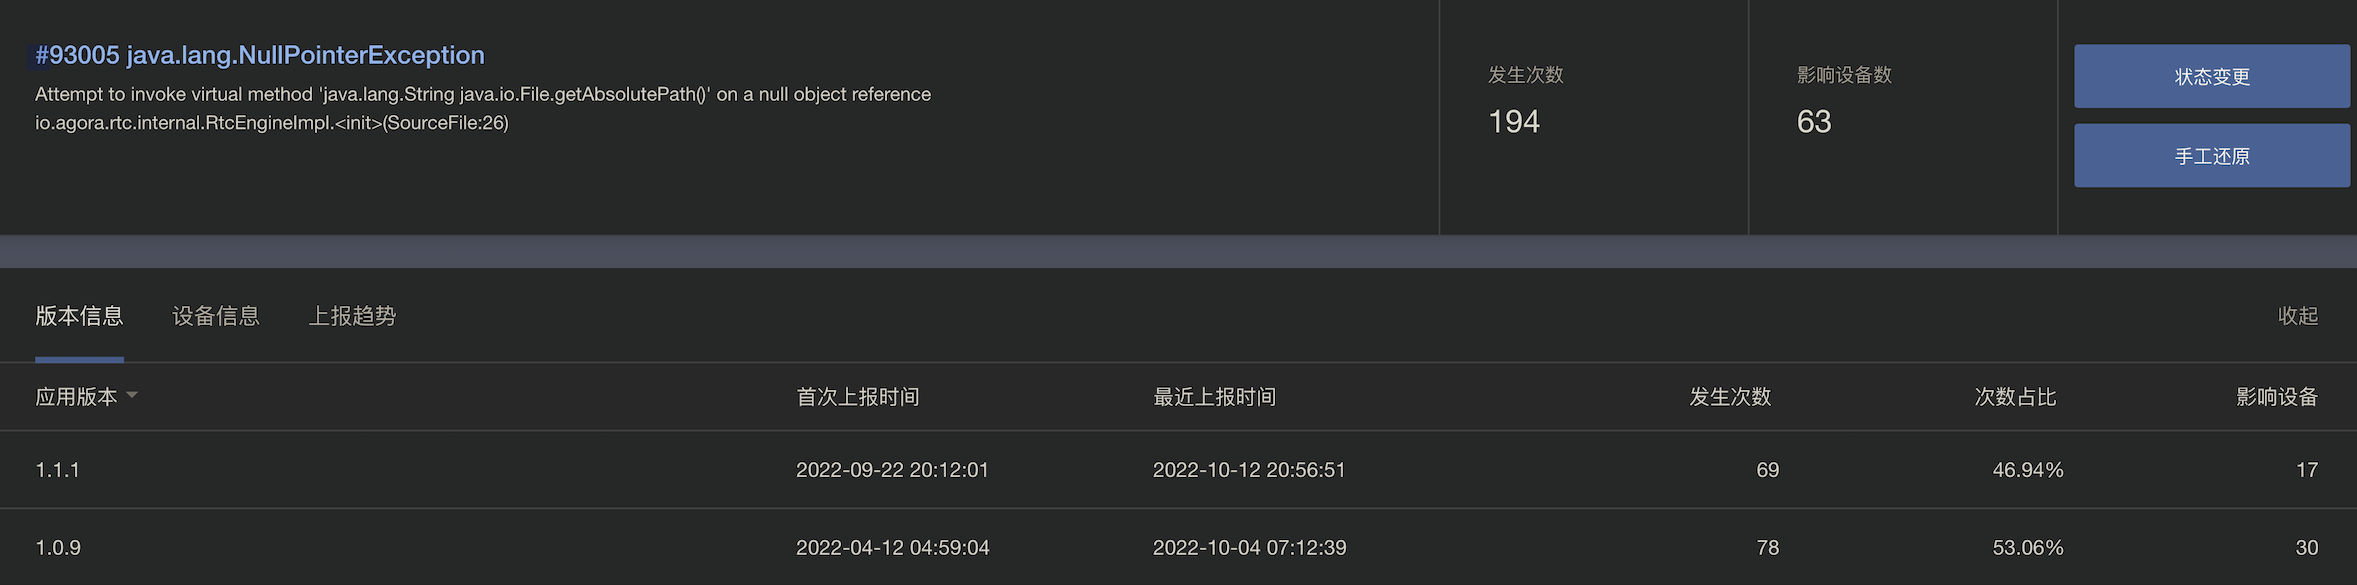 #93005 java.lang.NullPointerException
Attempt to invoke virtual method 'java.lang.String java.io.File.getAbsolutePath()' on a null object reference
io.agora.rtc.internal.RtcEngineImpl.<init>(SourceFile:26)
发生次数
194
影响设备数
63
状态变更
手工还原
版本信息 设备信息 上报趋势 收起
应用版本 首次上报时间 最近上报时间 发生次数 次数占比 影响设备
1.1.1 2022-09-22 20:12:01 2022-10-12 20:56:51 69 46.94% 17
1.0.9 2022-04-12 04:59:04 2022-10-04 07:12:39 78 53.06% 30